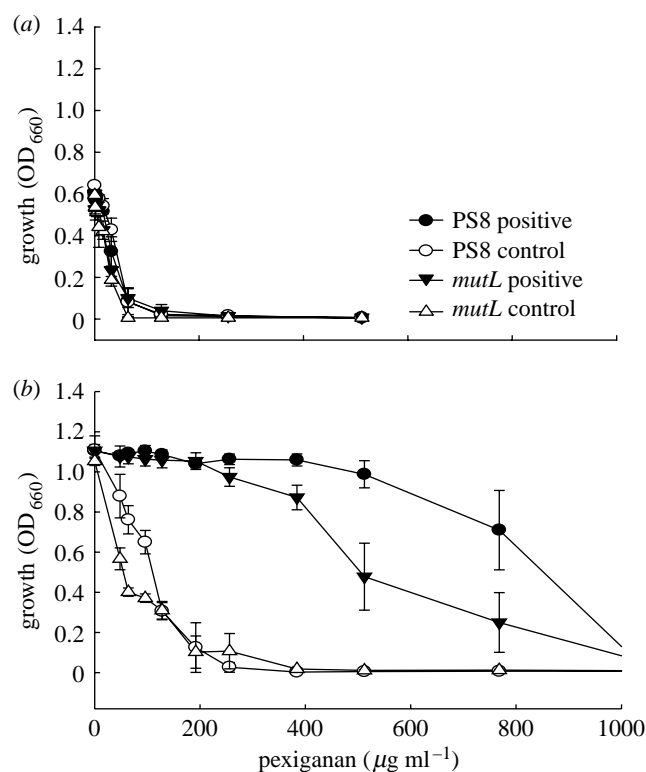 (a)
1.4
1.2
1.0
0.8
0.6
0.4
0.2
0
growth (OD660)
PS8 positive
PS8 control
mutL positive
mutL control
(b)
1.4
1.2
1.0
0.8
0.6
0.4
0.2
0
growth (OD660)
0 200 400 600 800 1000
pexiganan (µg ml−1)